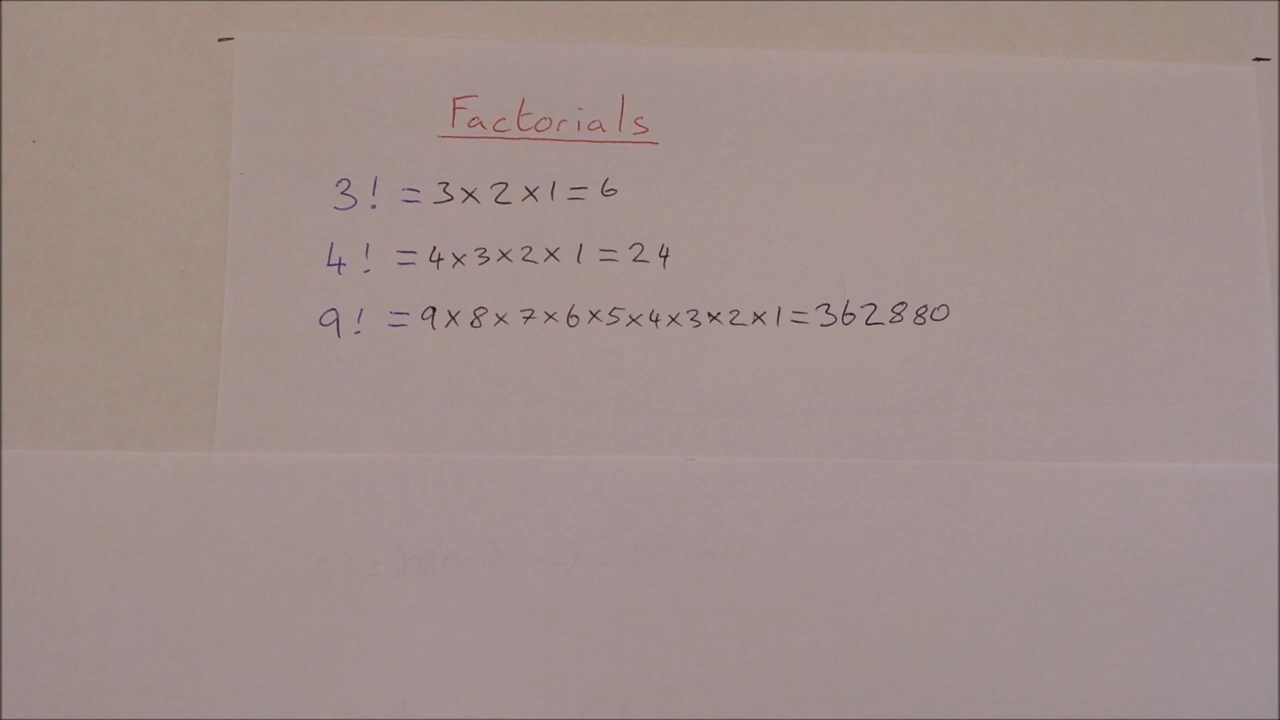 Factorials
3! = 3×2×1=6
4! = 4×3×2×1=24
9! = 9×8×7×6×5×4×3×2×1=362880